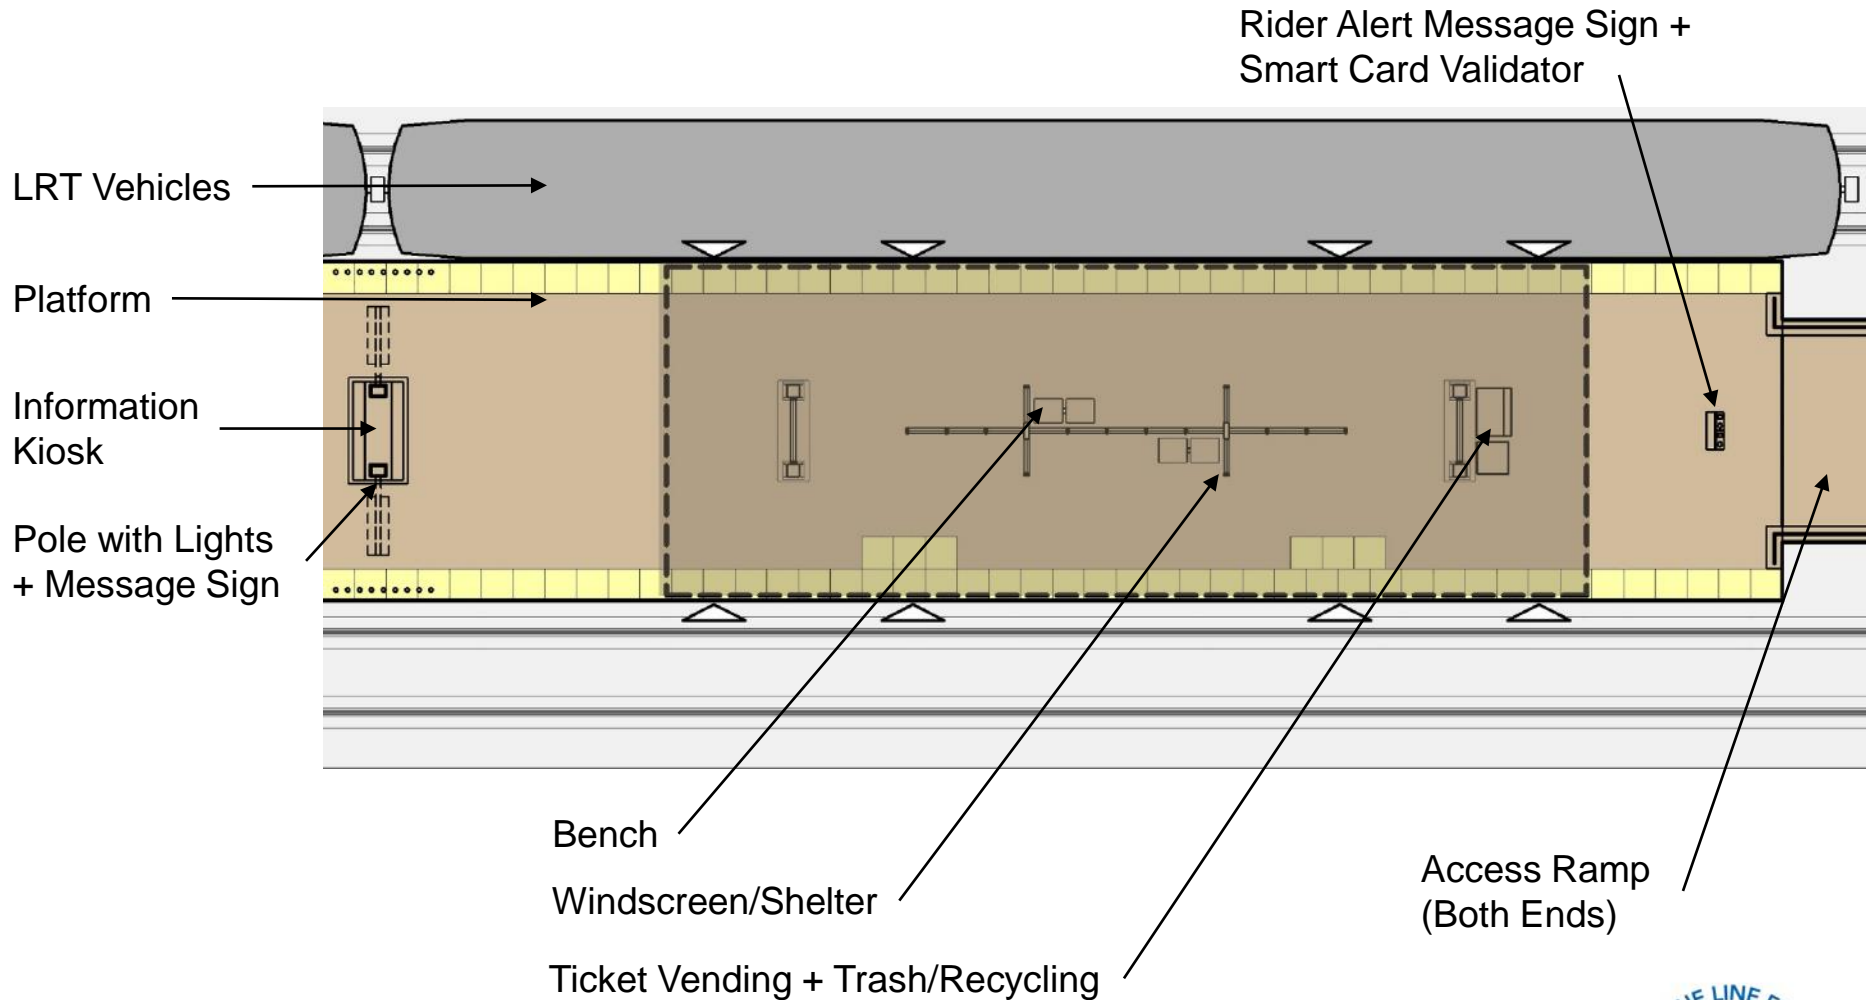 Rider Alert Message Sign +
Smart Card Validator
LRT Vehicles
Platform
Information
Kiosk
Pole with Lights
+ Message Sign
Bench
Windscreen/Shelter
Ticket Vending + Trash/Recycling
Access Ramp
(Both Ends)
LINE